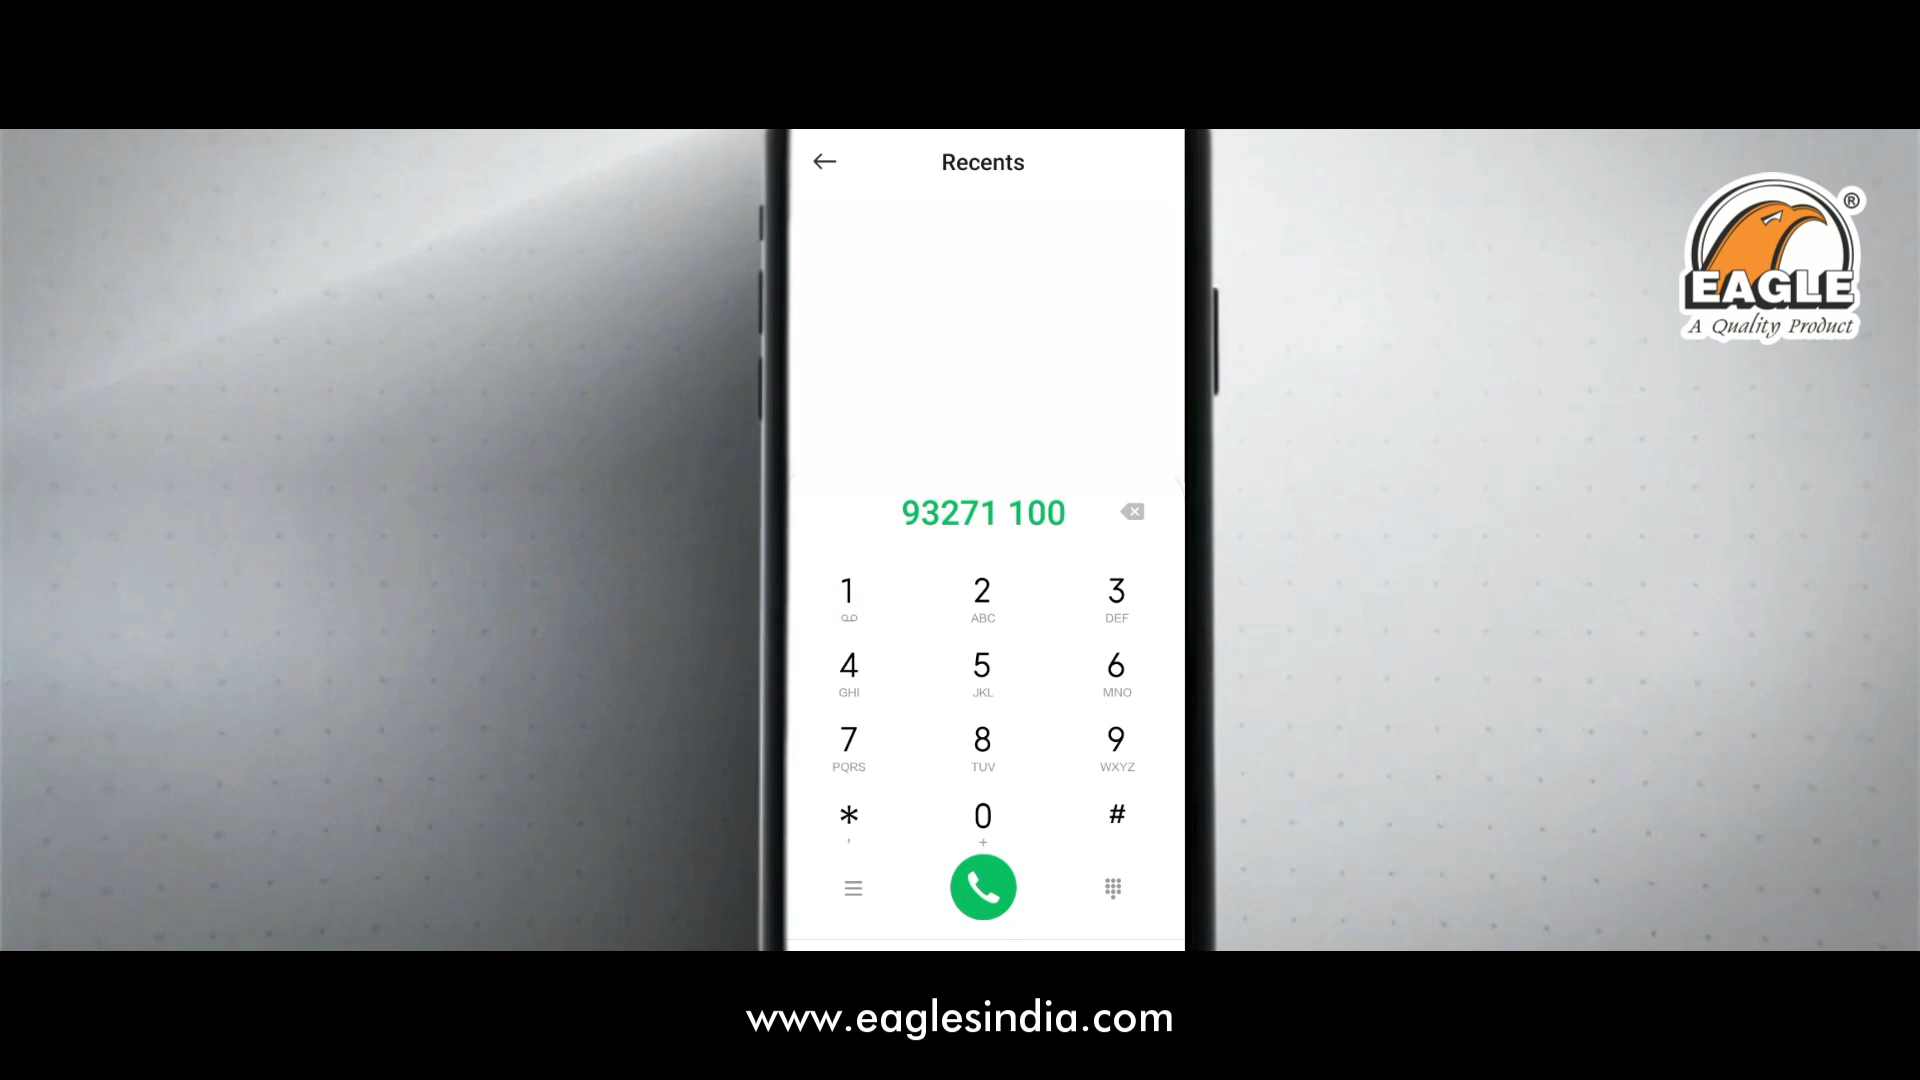 Recents
®
EAGLE
A Quality Product
93271 100
1 2 3
ABC DEF
4 5 6
GHI JKL MNO
7 8 9
PQRS TUV WXYZ
* 0 #
, +
www.eaglesindia.com